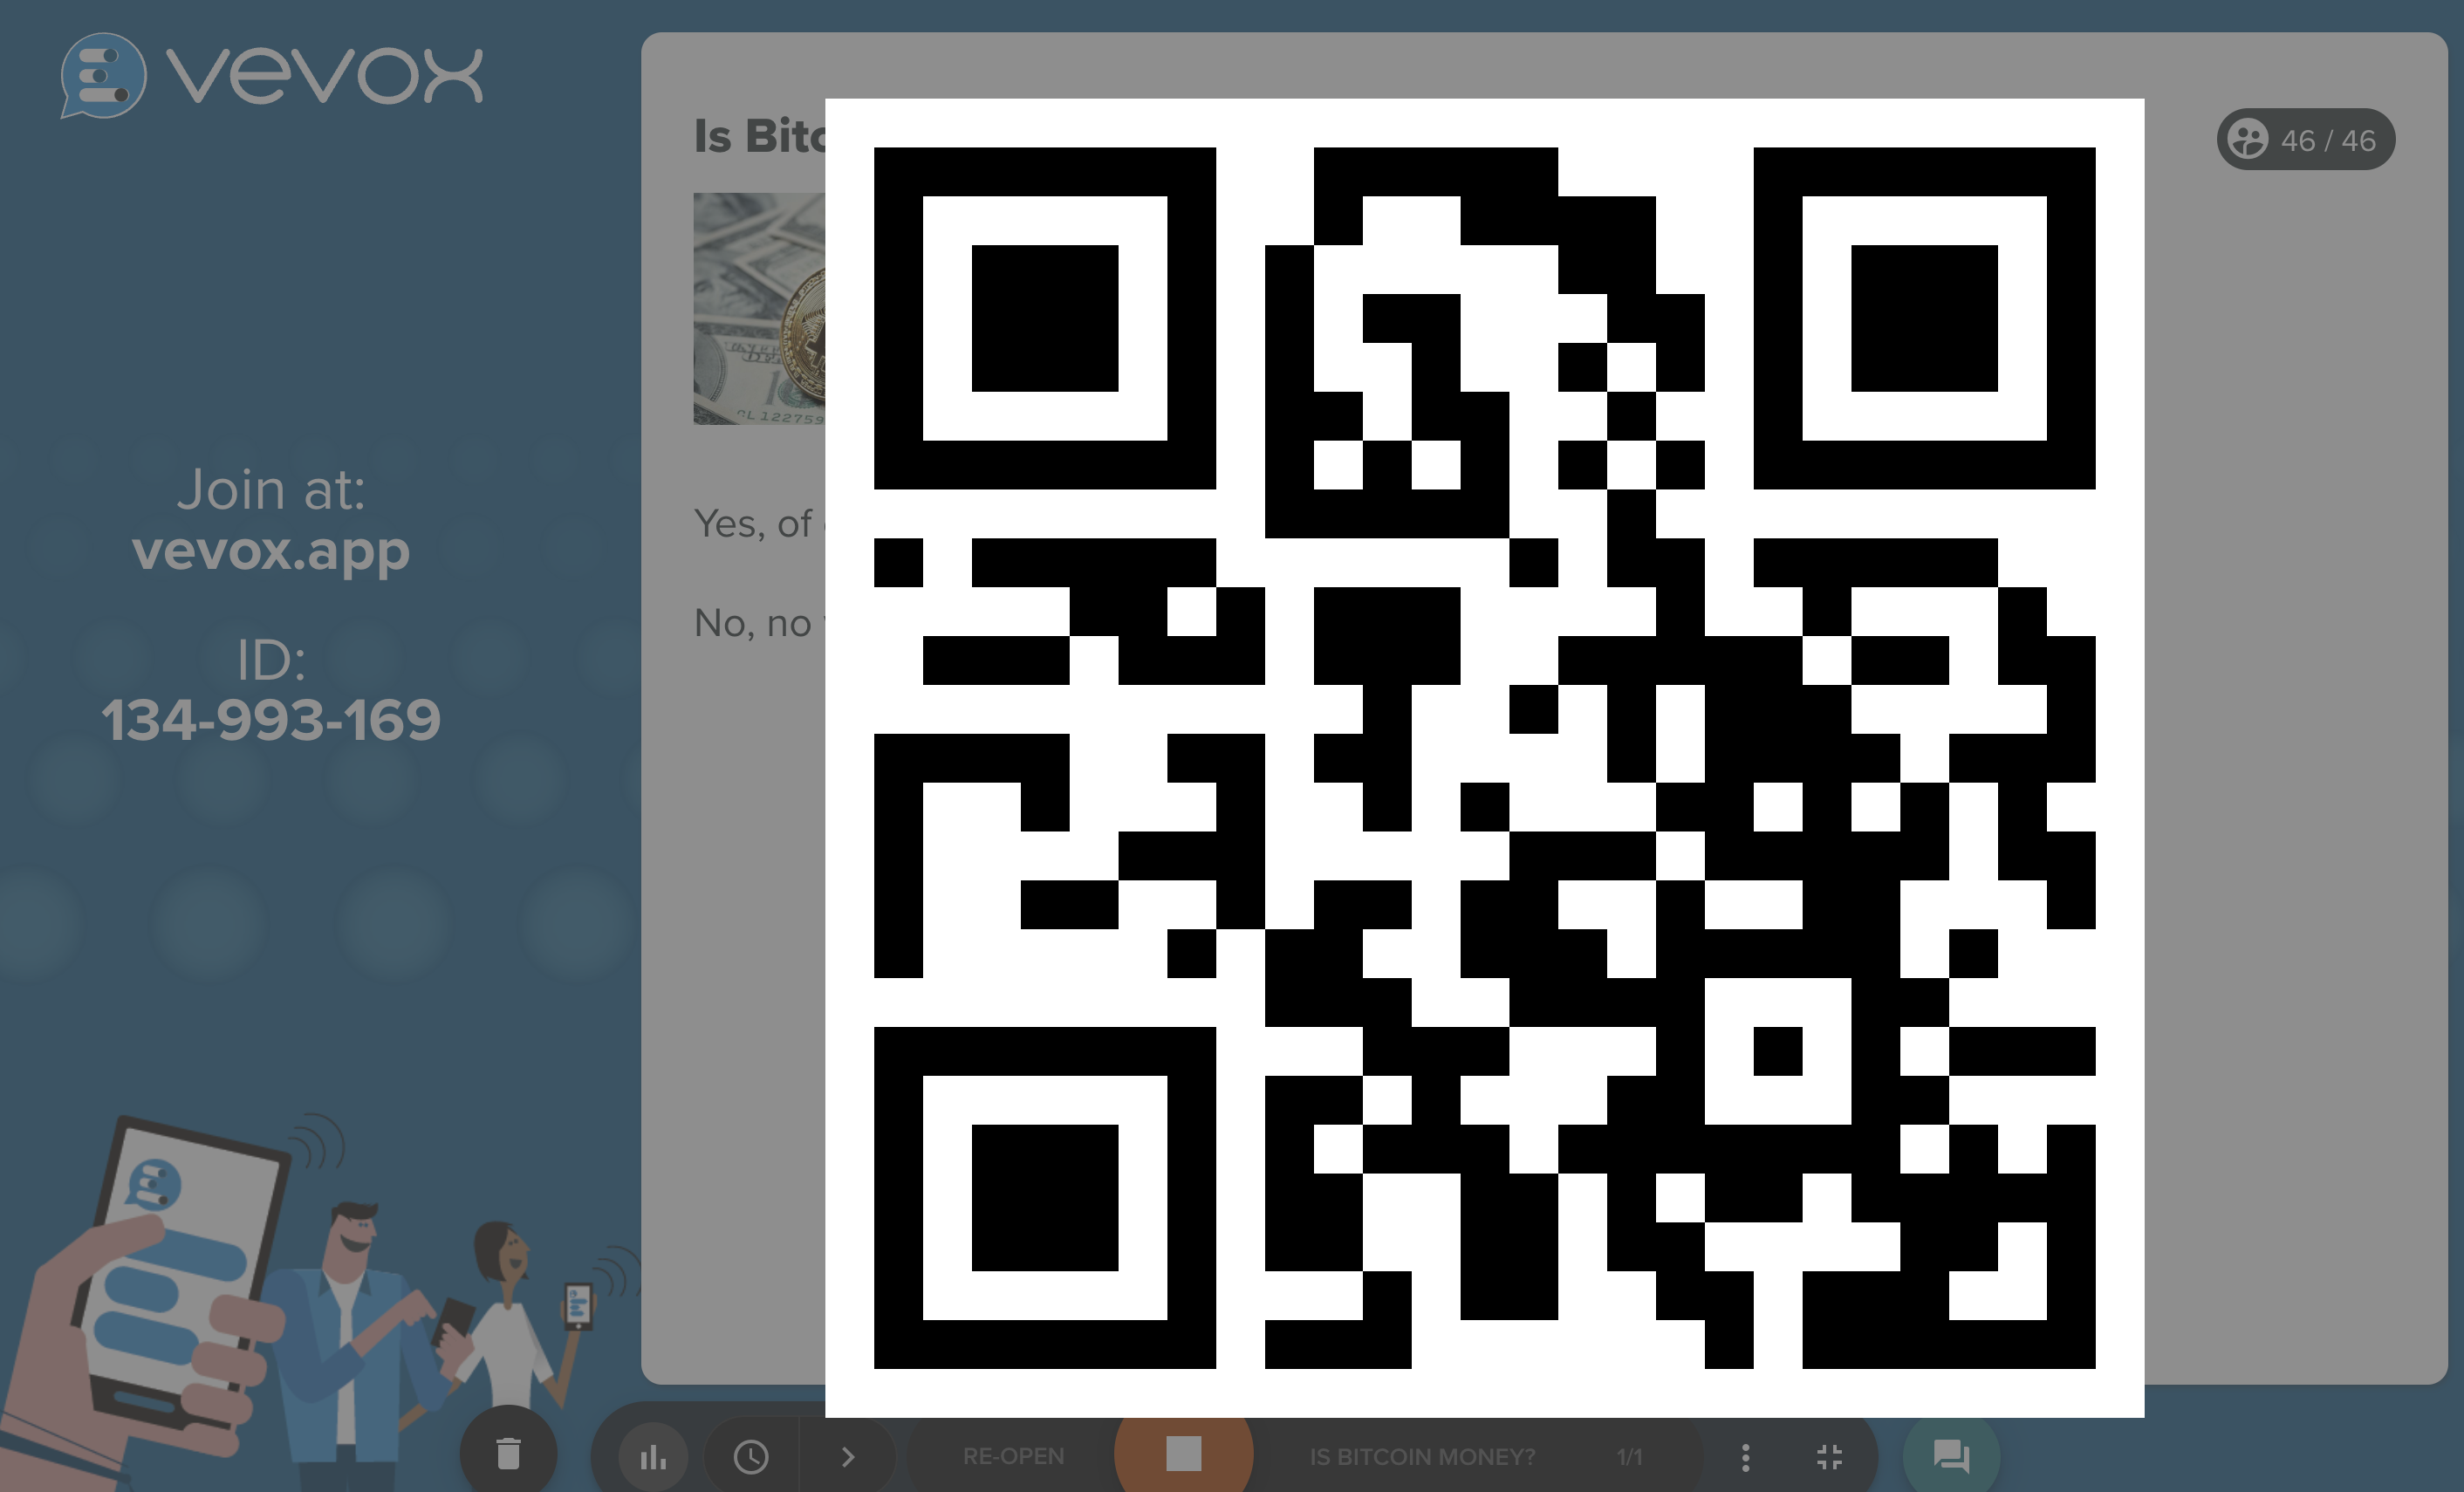 vevox
Is Bitc
46 / 46
Join at:
vevox.app
ID:
134-993-169
Yes, of
No, no
RE-OPEN
IS BITCOIN MONEY?
1/1